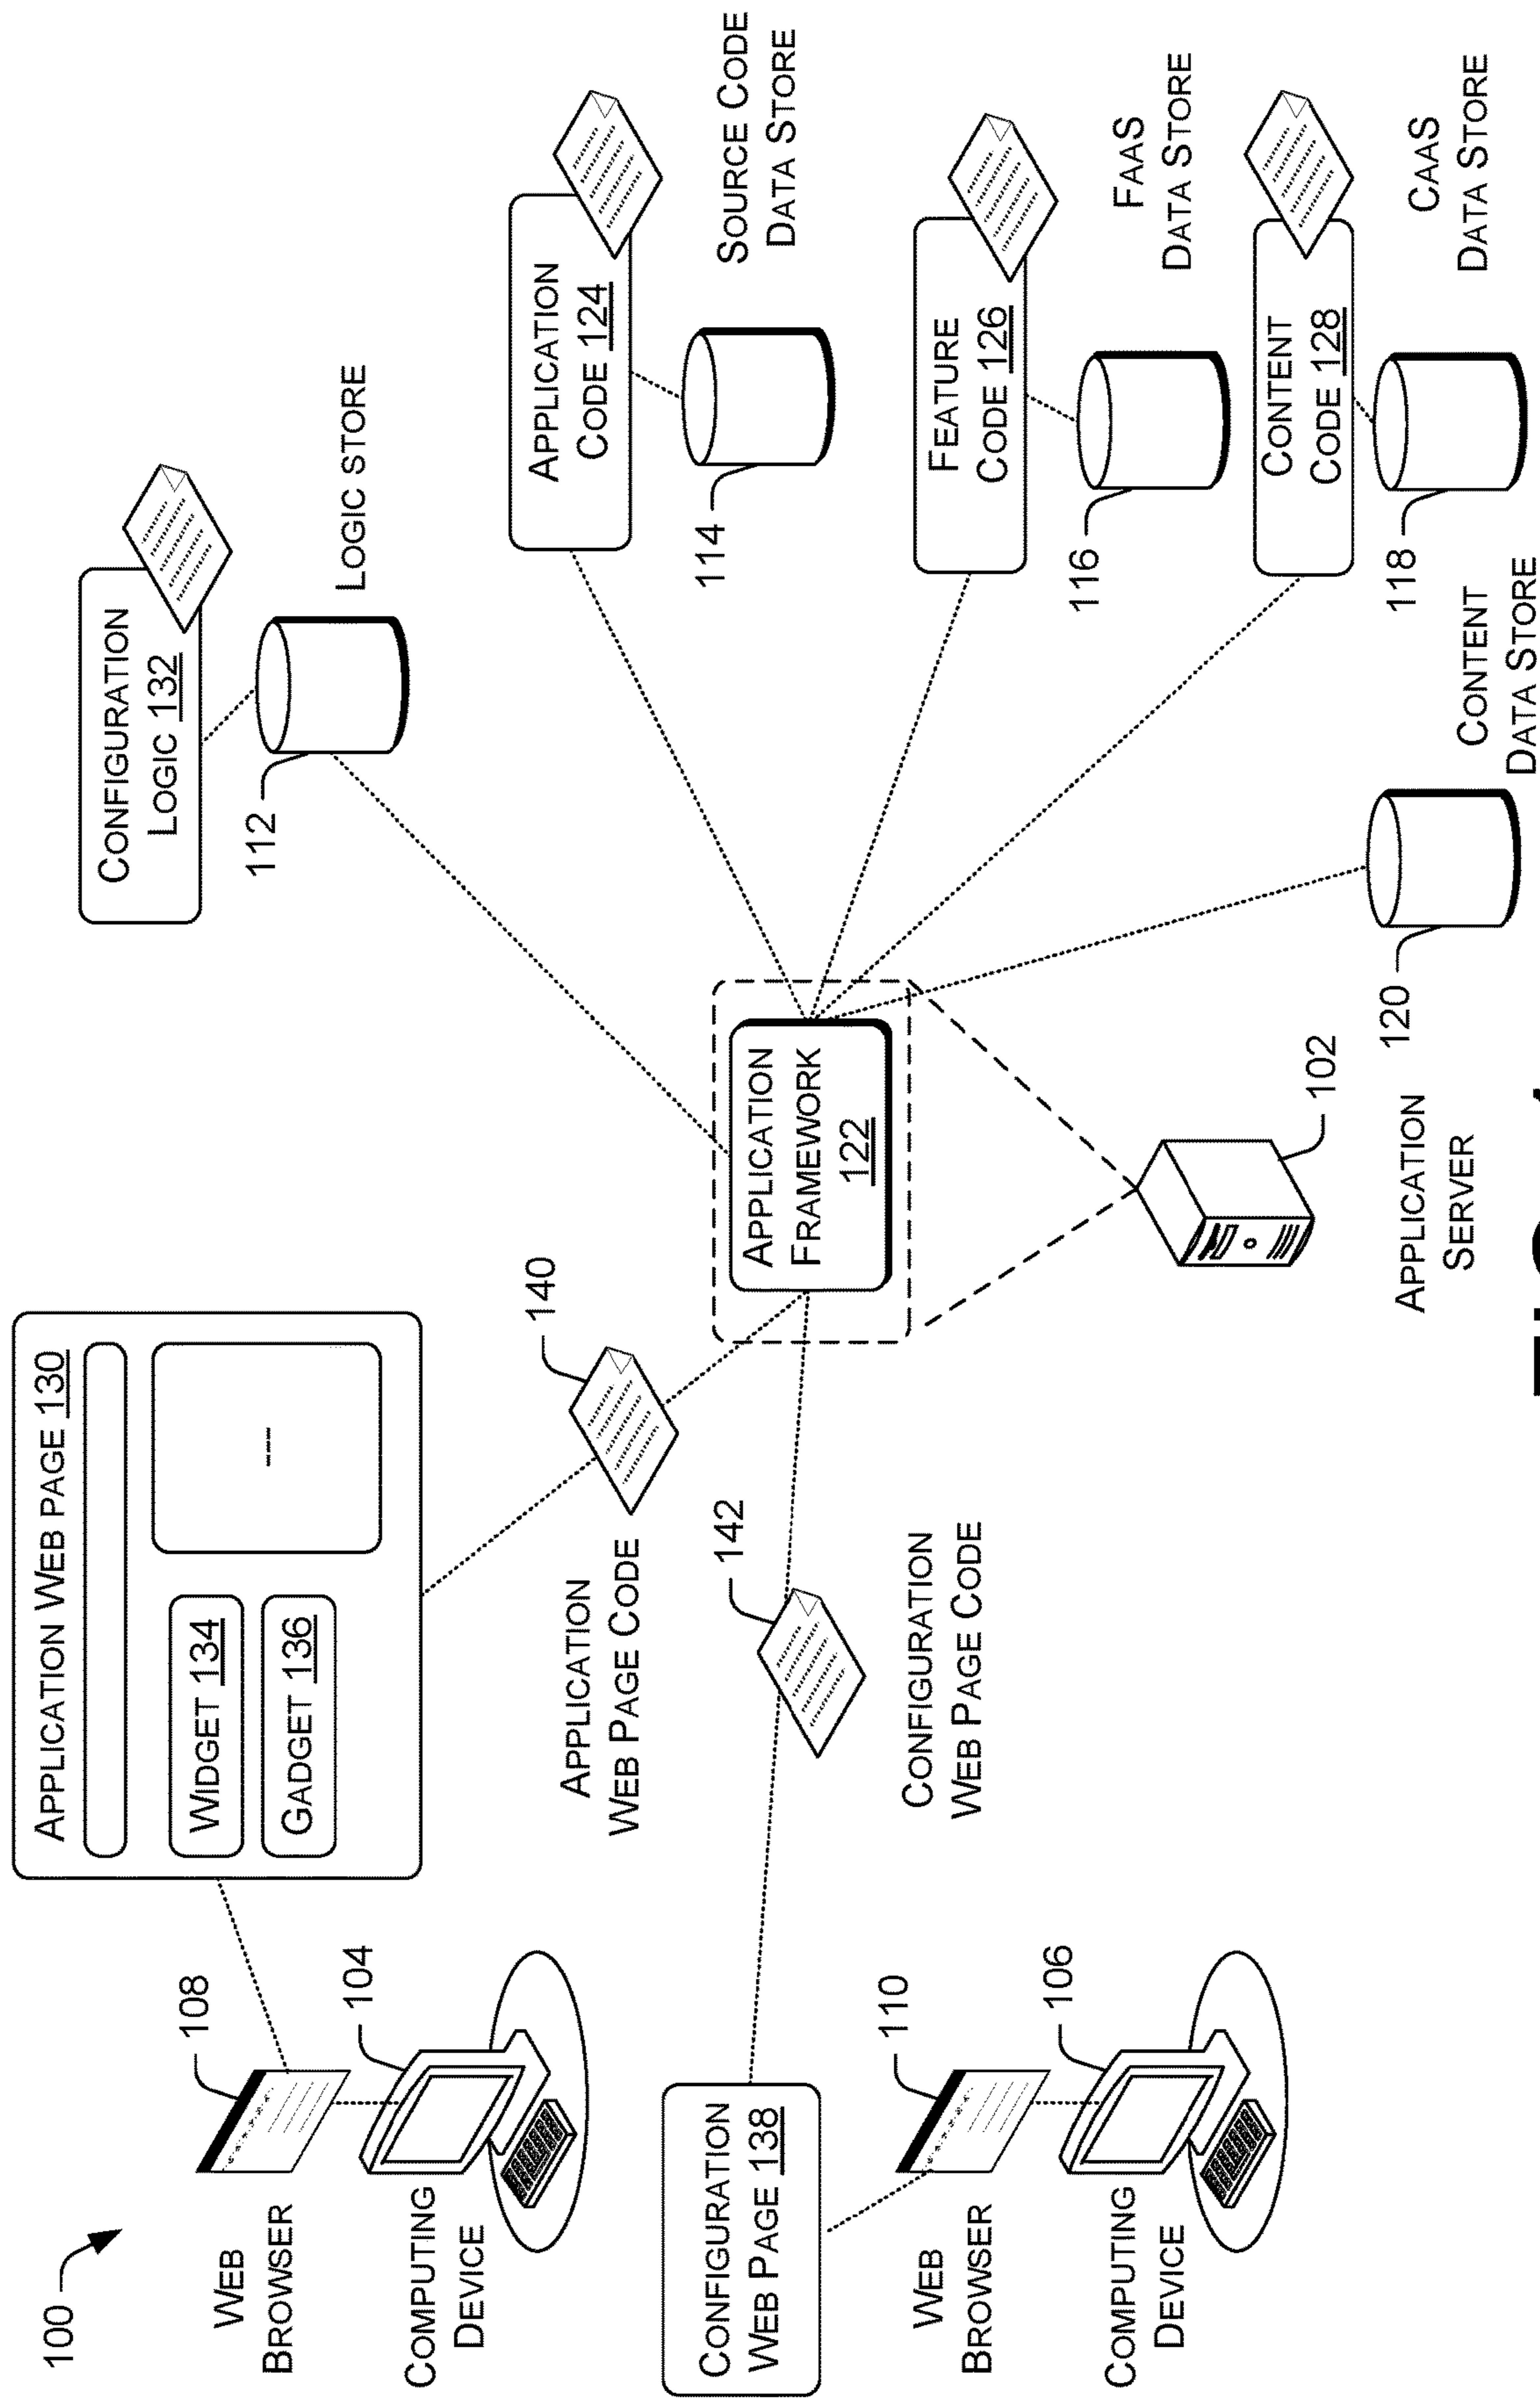 100
WEB
BROWSER
108
COMPUTING
DEVICE
104
APPLICATION WEB PAGE 130
WIDGET 134
GADGET 136
---
CONFIGURATION
LOGIC 132
112
LOGIC STORE
APPLICATION
CODE 124
114
SOURCE CODE
DATA STORE
140
APPLICATION
WEB PAGE CODE
CONFIGURATION
WEB PAGE 138
142
CONFIGURATION
WEB PAGE CODE
APPLICATION
FRAMEWORK
122
FEATURE
CODE 126
116
FAAS
DATA STORE
WEB
BROWSER
110
COMPUTING
DEVICE
106
102
APPLICATION
SERVER
CONTENT
CODE 128
118
CAAS
DATA STORE
120
CONTENT
DATA STORE